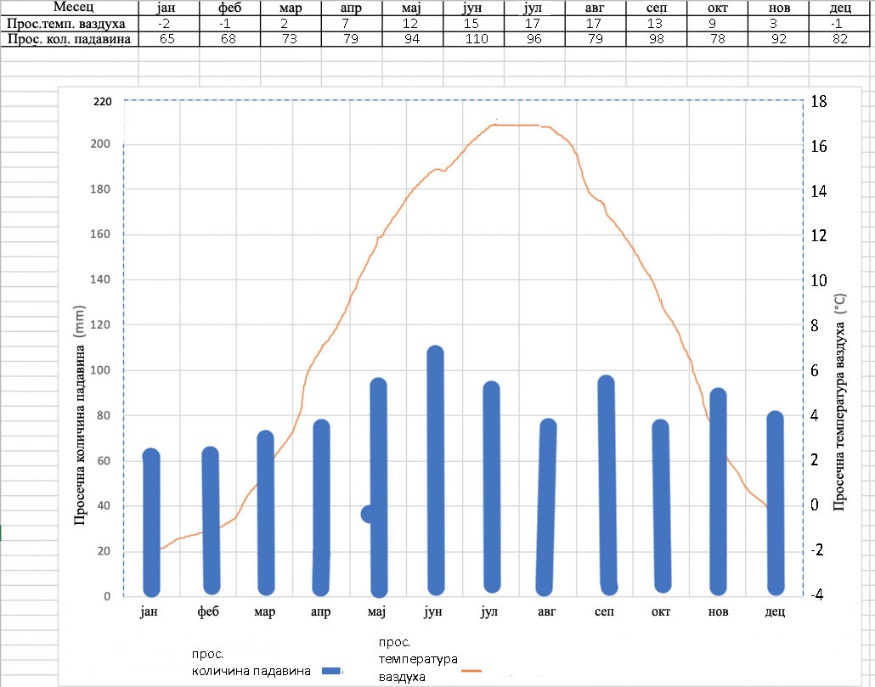 Месец јан феб мар апр мај јун јул авг сеп окт нов дец
Прос.темп. ваздуха -2 -1 2 7 12 15 17 17 13 9 3 -1
Прос. кол. падавина 65 68 73 79 94 110 96 79 98 78 92 82
220 18
200 16
180 14
160 12
140 10
120 8
100 6
80 4
60 2
40 0
20 -2
0 -4
Просечна количина падавина (mm)
Просечна температура ваздуха (°C)
јан феб мар апр мај јун јул авг сеп окт нов дец
прос.
количина падавина
прос.
температура
ваздуха